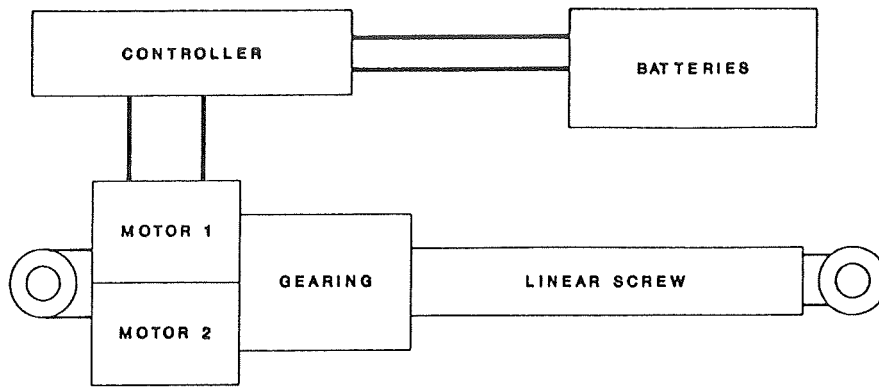 CONTROLLER
BATTERIES
MOTOR 1
GEARING
LINEAR SCREW
MOTOR 2